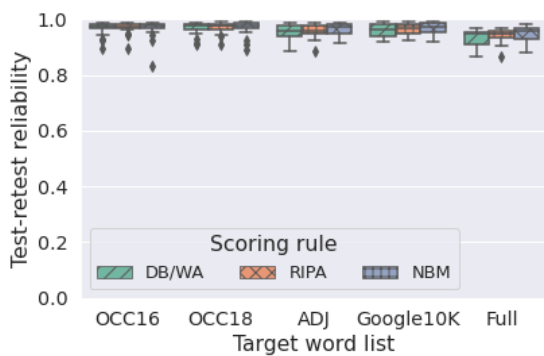 Test-retest reliability
1.0
0.8
0.6
0.4
0.2
0.0
Scoring rule
DB/WA RIPA NBM
OCC16 OCC18 ADJ Google10K Full
Target word list